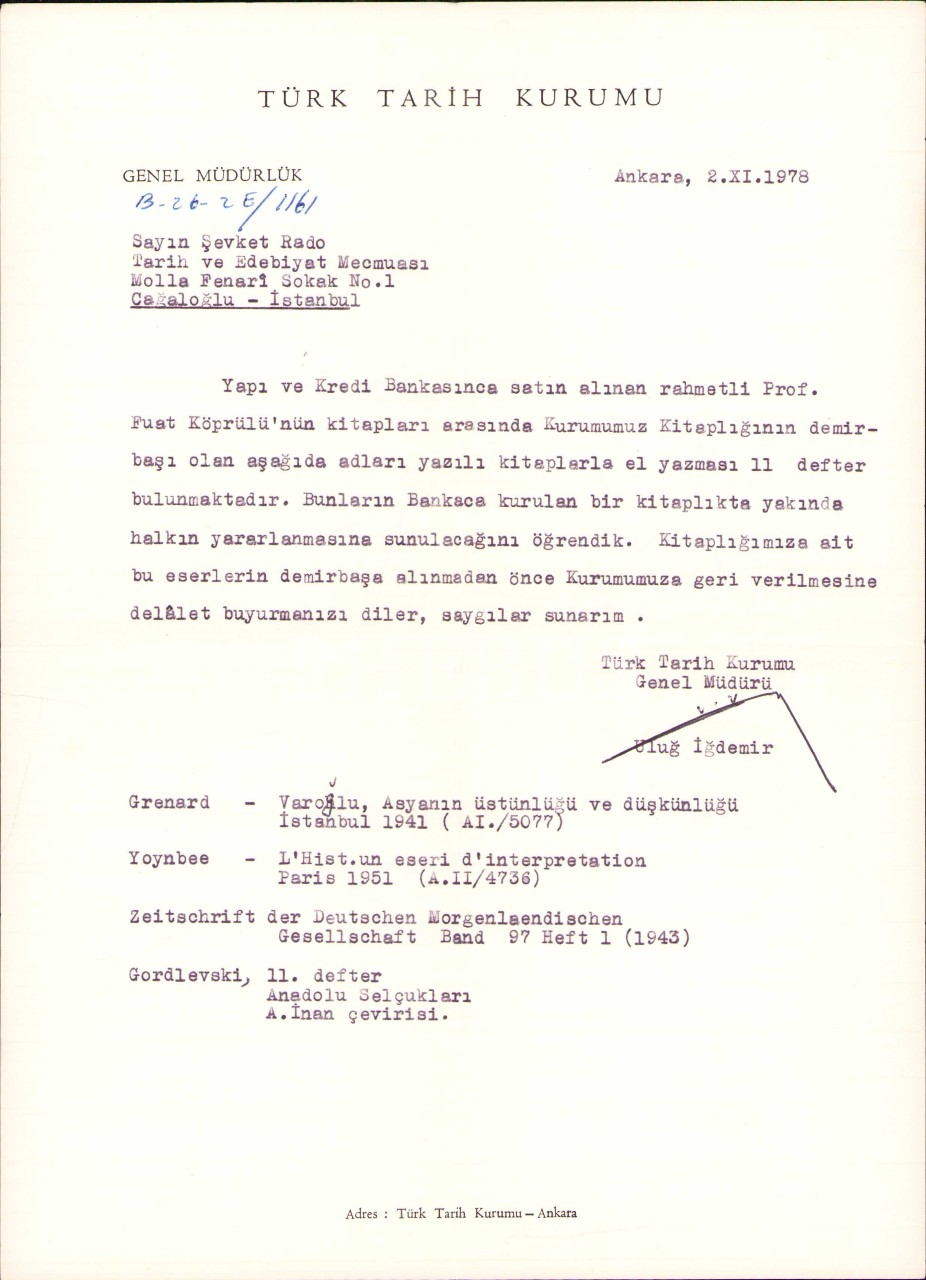 TÜRK TARİH KURUMU
GENEL MÜDÜRLÜK
Ankara, 2.XI.1978
B-26-2E/1161
Sayın Şevket Rado
Tarih ve Edebiyat Mecmuası
Molla Fenarî Sokak No.1
Cağaloğlu - İstanbul
Yapı ve Kredi Bankasınca satın alınan rahmetli Prof.
Fuat Köprülü'nün kitapları arasında Kurumumuz Kitaplığının demir-
başı olan aşağıda adları yazılı kitaplarla el yazması 11 defter
bulunmaktadır. Bunların Bankaca kurulan bir kitaplıkta yakında
halkın yararlanmasına sunulacağını öğrendik. Kitaplığımıza ait
bu eserlerin demirbaşa alınmadan önce Kurumumuza geri verilmesine
delâlet buyurmanızı diler, saygılar sunarım .
Türk Tarih Kurumu
Genel Müdürü
Uluğ İğdemir
Grenard - Varoğlu, Asyanın üstünlüğü ve düşkünlüğü
İstanbul 1941 ( AI./5077)
Yoynbee - L'Hist.un eseri d'interpretation
Paris 1951 (A.II/4736)
Zeitschrift der Deutschen Morgenlaendischen
Gesellschaft Band 97 Heft 1 (1943)
Gordlevski, 11. defter
Anadolu Selçukları
A.İnan çevirisi.
Adres : Türk Tarih Kurumu – Ankara